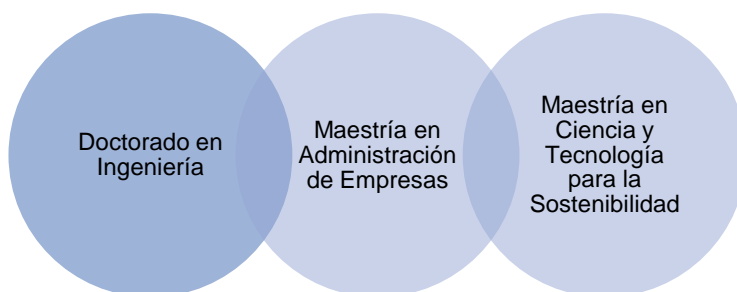 Doctorado en
Ingeniería
Maestría en
Administración
de Empresas
Maestría en
Ciencia y
Tecnología
para la
Sostenibilidad